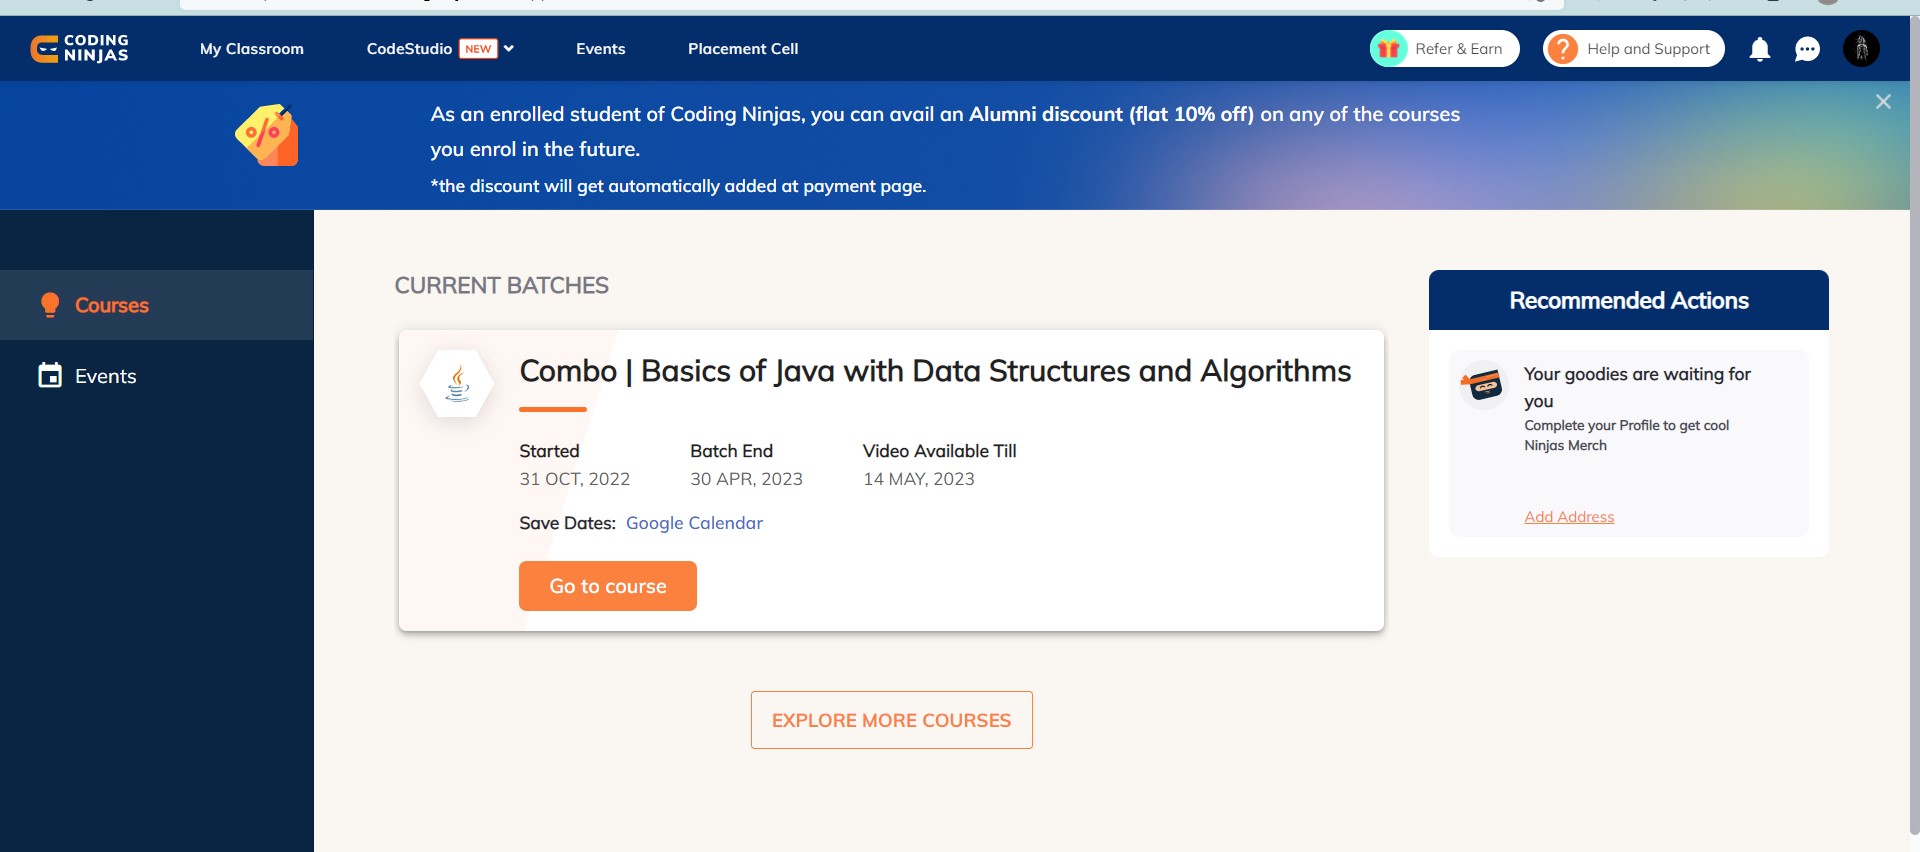 CODING
NINJAS
My Classroom
CodeStudio NEW
Events
Placement Cell
Refer & Earn
Help and Support
As an enrolled student of Coding Ninjas, you can avail an Alumni discount (flat 10% off) on any of the courses
you enrol in the future.
*the discount will get automatically added at payment page.
Courses
Events
CURRENT BATCHES
Combo | Basics of Java with Data Structures and Algorithms
Started
31 OCT, 2022
Batch End
30 APR, 2023
Video Available Till
14 MAY, 2023
Save Dates: Google Calendar
Go to course
EXPLORE MORE COURSES
Recommended Actions
Your goodies are waiting for
you
Complete your Profile to get cool
Ninjas Merch
Add Address